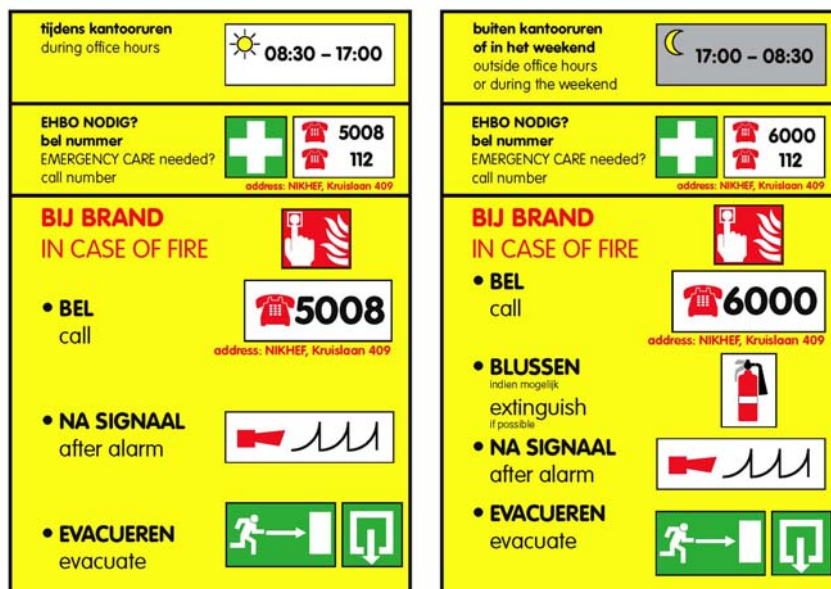 tijdens kantooruren
during office hours
08:30 – 17:00
EHBO NODIG?
bel nummer
EMERGENCY CARE needed?
call number
5008
112
address: NIKHEF, Kruislaan 409
BIJ BRAND
IN CASE OF FIRE
• BEL
call
5008
address: NIKHEF, Kruislaan 409
• NA SIGNAAL
after alarm
• EVACUEREN
evacuate
buiten kantooruren
of in het weekend
outside office hours
or during the weekend
17:00 – 08:30
EHBO NODIG?
bel nummer
EMERGENCY CARE needed?
call number
6000
112
address: NIKHEF, Kruislaan 409
BIJ BRAND
IN CASE OF FIRE
• BEL
call
6000
address: NIKHEF, Kruislaan 409
• BLUSSEN
indien mogelijk
extinguish
if possible
• NA SIGNAAL
after alarm
• EVACUEREN
evacuate